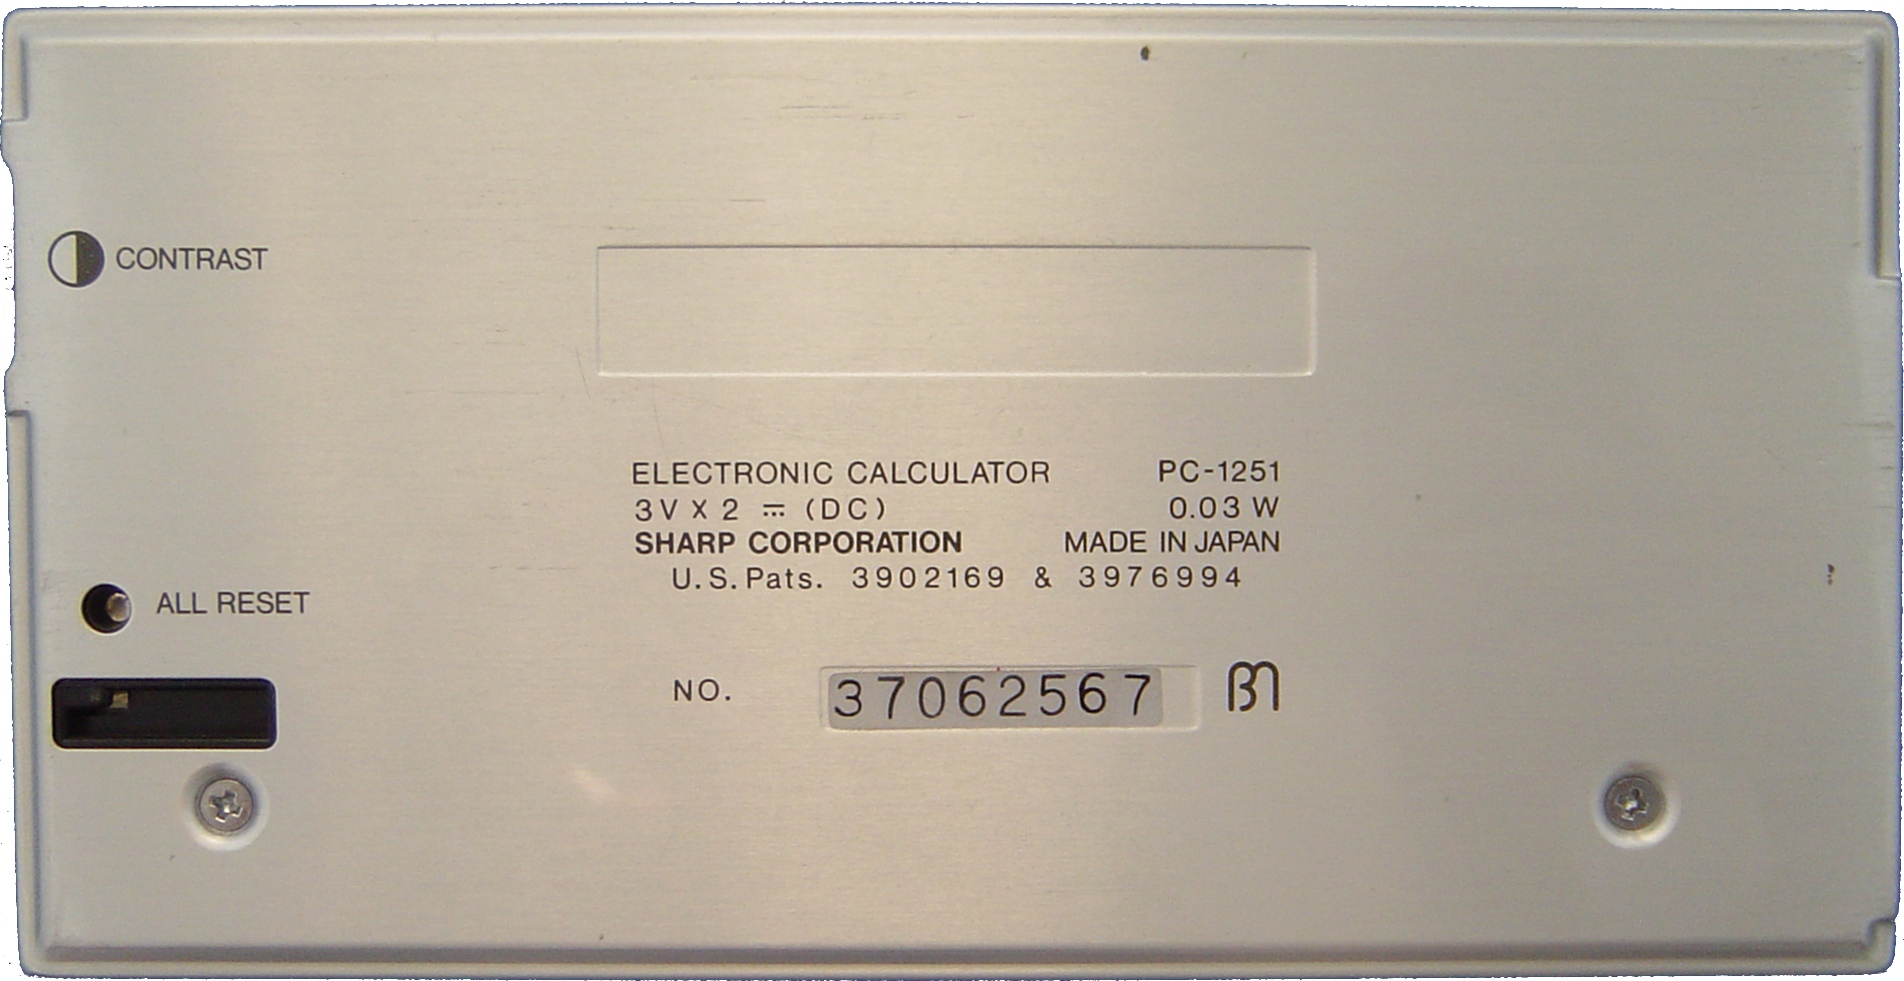 CONTRAST
ELECTRONIC CALCULATOR PC-1251
3V X 2 ⎓ (DC) 0.03 W
SHARP CORPORATION MADE IN JAPAN
U.S.Pats. 3902169 & 3976994
ALL RESET
NO. 37062567